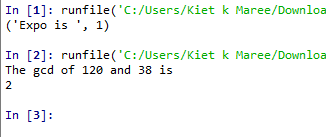 In [1]: runfile('C:/Users/Kiet k Maree/Downloa
('Expo is ', 1)
In [2]: runfile('C:/Users/Kiet k Maree/Downloa
The gcd of 120 and 38 is
2
In [3]: